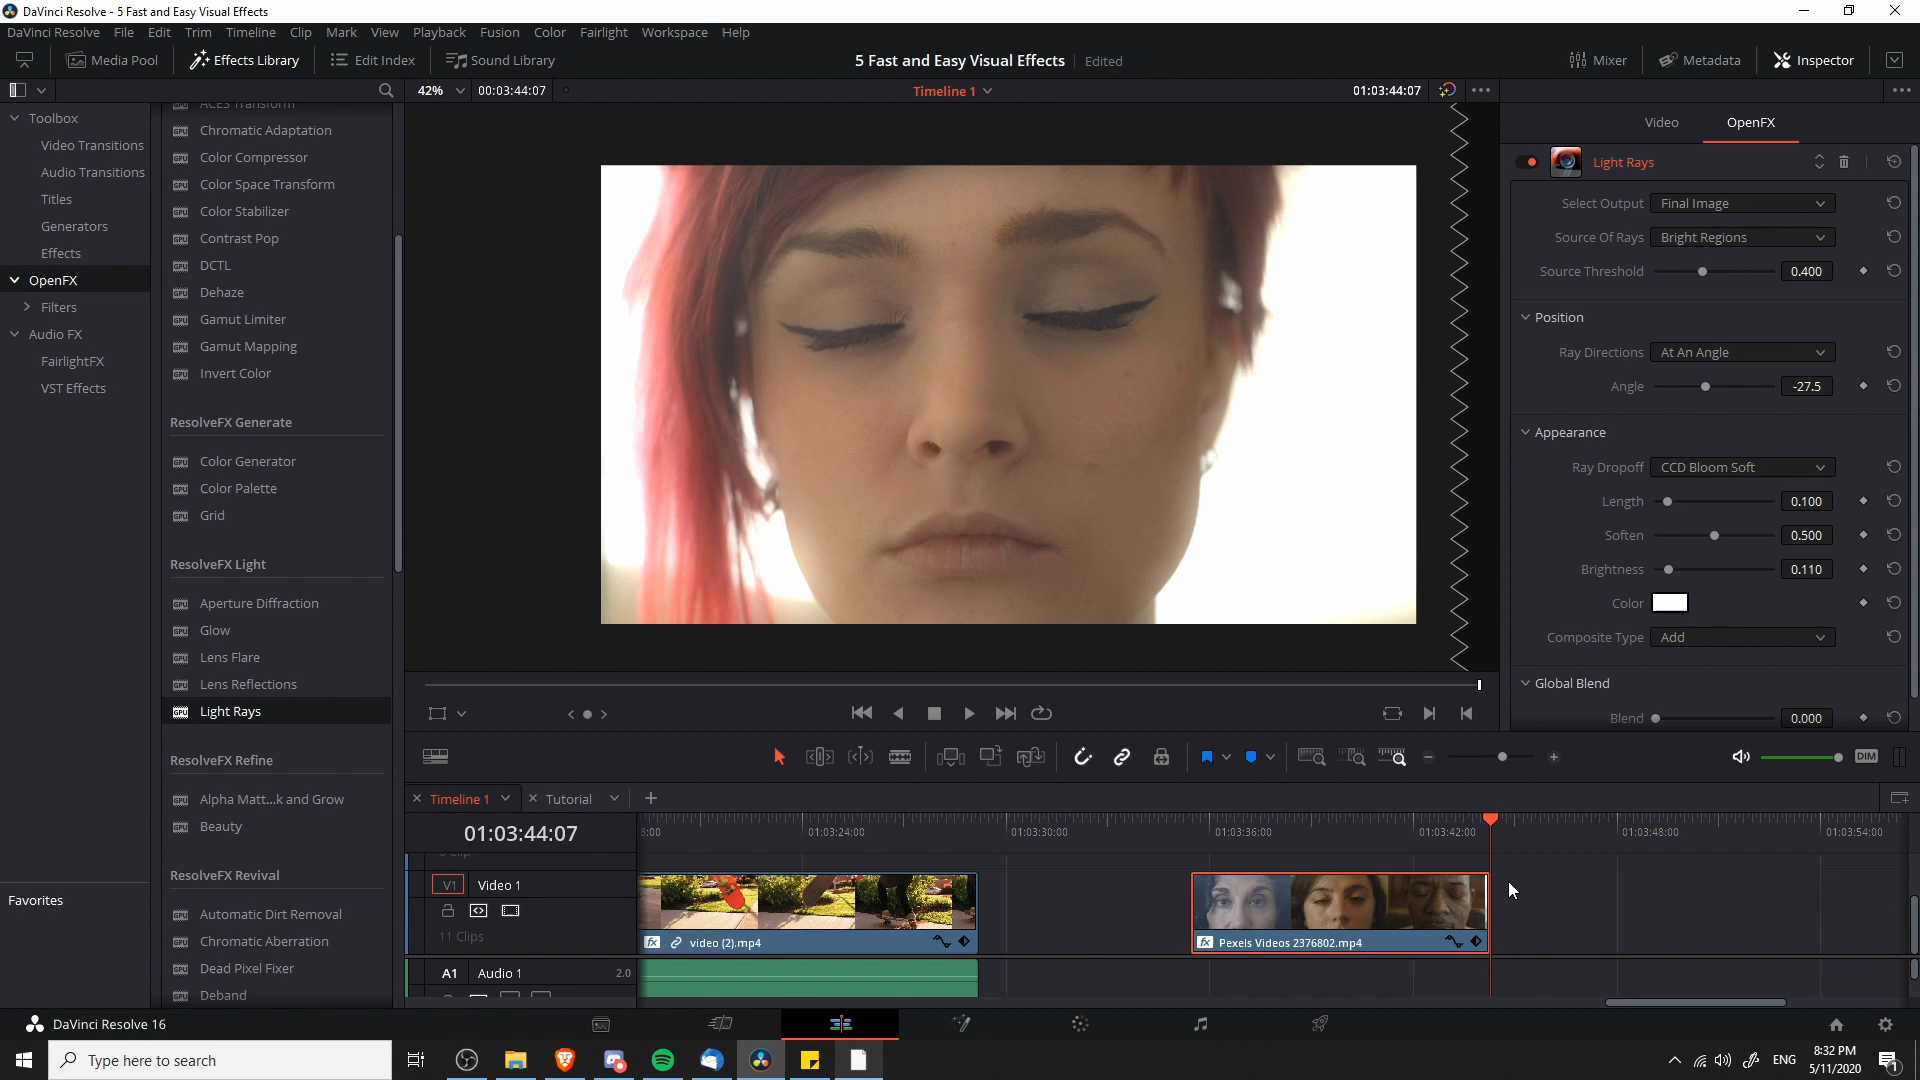 DaVinci Resolve - 5 Fast and Easy Visual Effects
DaVinci Resolve File Edit Trim Timeline Clip Mark View Playback Fusion Color Fairlight Workspace Help
Media Pool Effects Library Edit Index Sound Library 5 Fast and Easy Visual Effects Edited Mixer Metadata Inspector
42% 00:03:44:07 Timeline 1 01:03:44:07
Toolbox
Video Transitions
Audio Transitions
Titles
Generators
Effects
OpenFX
Filters
Audio FX
FairlightFX
VST Effects
Favorites
ACES Transform
Chromatic Adaptation
Color Compressor
Color Space Transform
Color Stabilizer
Contrast Pop
DCTL
Dehaze
Gamut Limiter
Gamut Mapping
Invert Color
ResolveFX Generate
Color Generator
Color Palette
Grid
ResolveFX Light
Aperture Diffraction
Glow
Lens Flare
Lens Reflections
Light Rays
ResolveFX Refine
Alpha Matt...k and Grow
Beauty
ResolveFX Revival
Automatic Dirt Removal
Chromatic Aberration
Dead Pixel Fixer
Deband
Video OpenFX
Light Rays
Select Output Final Image
Source Of Rays Bright Regions
Source Threshold 0.400
Position
Ray Directions At An Angle
Angle -27.5
Appearance
Ray Dropoff CCD Bloom Soft
Length 0.100
Soften 0.500
Brightness 0.110
Color
Composite Type Add
Global Blend
Blend 0.000
DIM
Timeline 1 Tutorial
01:03:44:07
8:00 01:03:24:00 01:03:30:00 01:03:36:00 01:03:42:00 01:03:48:00 01:03:54:00
V1 Video 1
11 Clips
fx video (2).mp4
fx Pexels Videos 2376802.mp4
A1 Audio 1 2.0
DaVinci Resolve 16
Type here to search
ENG
8:32 PM
5/11/2020
1